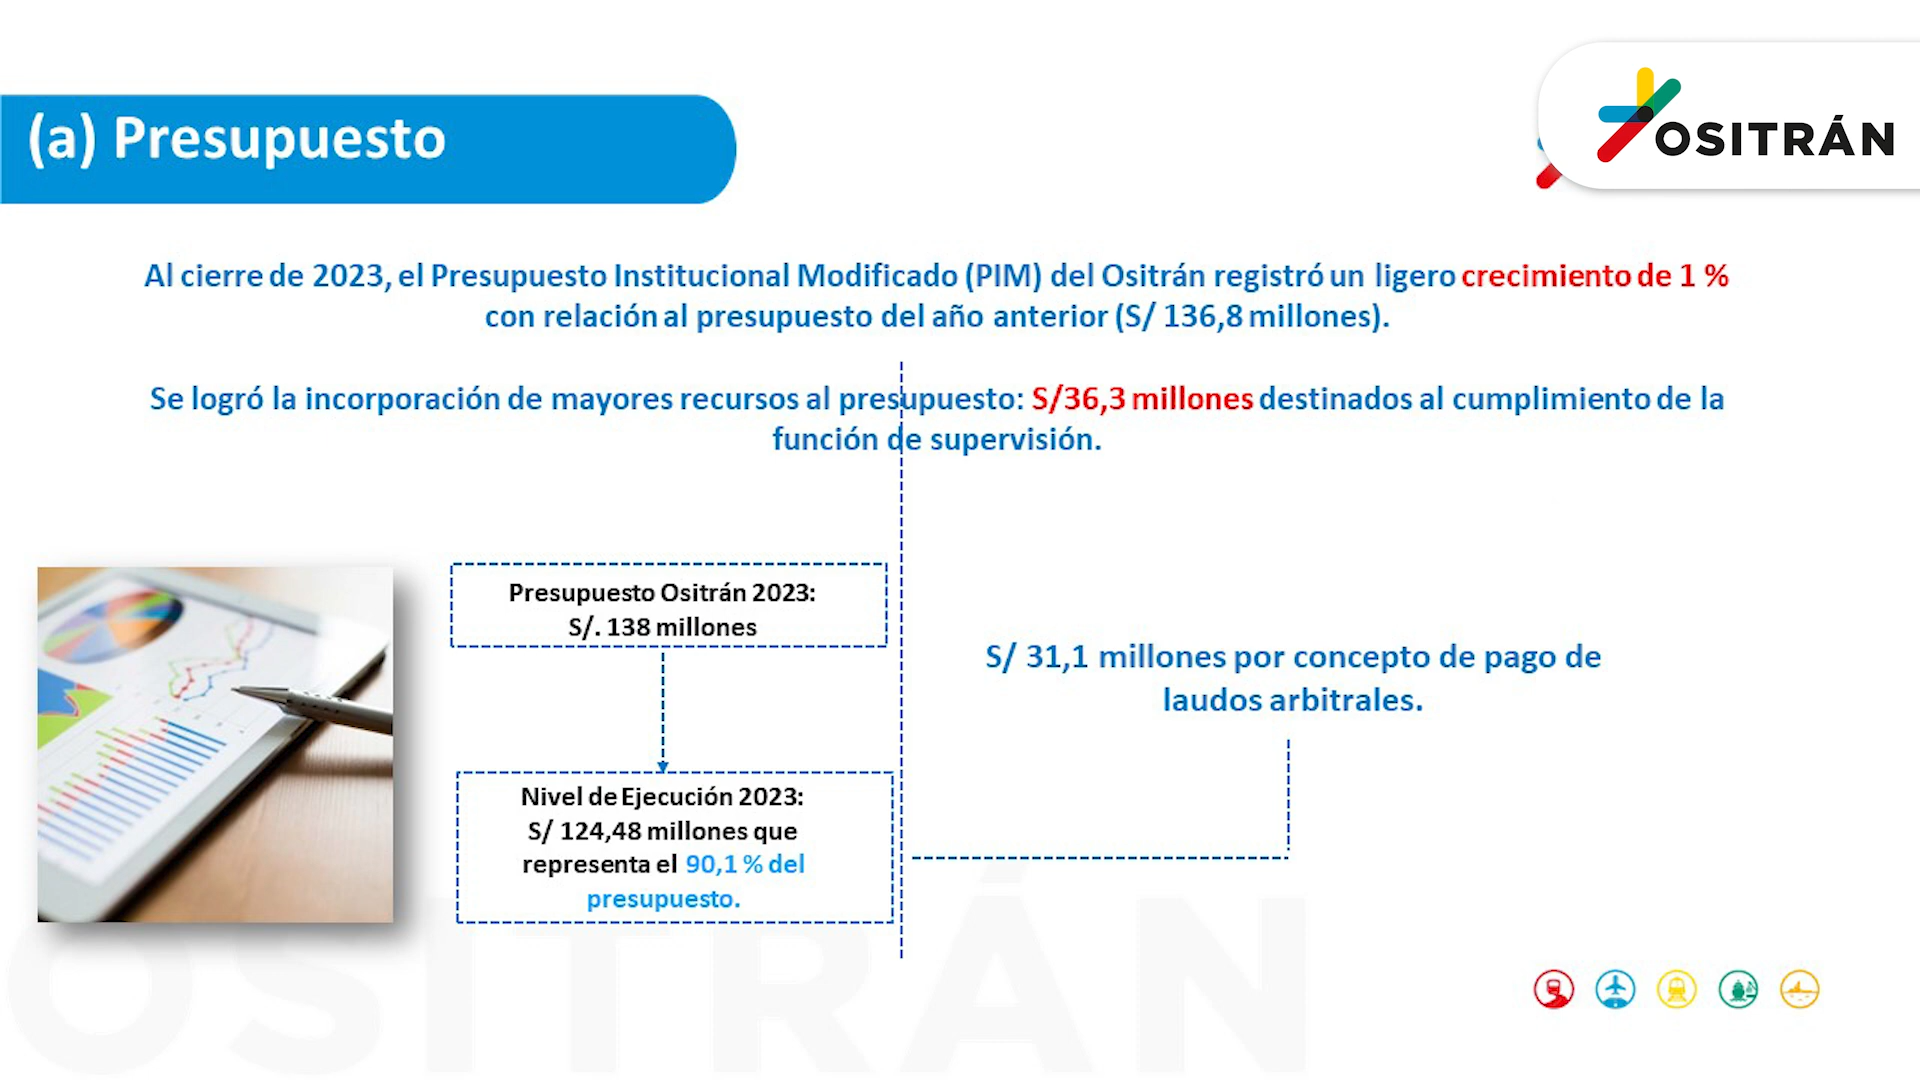 OSITRÁN
(a) Presupuesto
Al cierre de 2023, el Presupuesto Institucional Modificado (PIM) del Ositrán registró un ligero crecimiento de 1 %
con relación al presupuesto del año anterior (S/ 136,8 millones).
Se logró la incorporación de mayores recursos al presupuesto: S/36,3 millones destinados al cumplimiento de la
función de supervisión.
Presupuesto Ositrán 2023:
S/. 138 millones
S/ 31,1 millones por concepto de pago de
laudos arbitrales.
Nivel de Ejecución 2023:
S/ 124,48 millones que
representa el 90,1 % del
presupuesto.
OSITRÁN